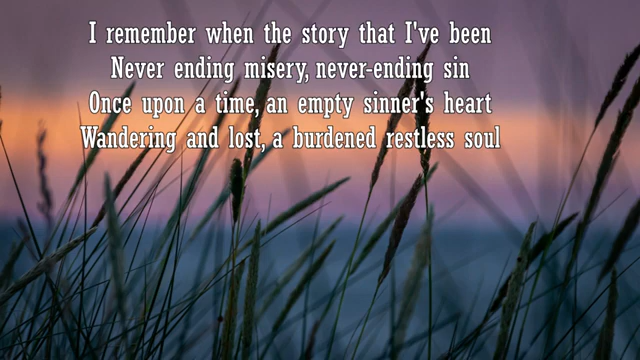 I remember when the story that I've been
Never ending misery, never-ending sin
Once upon a time, an empty sinner's heart
Wandering and lost, a burdened restless soul